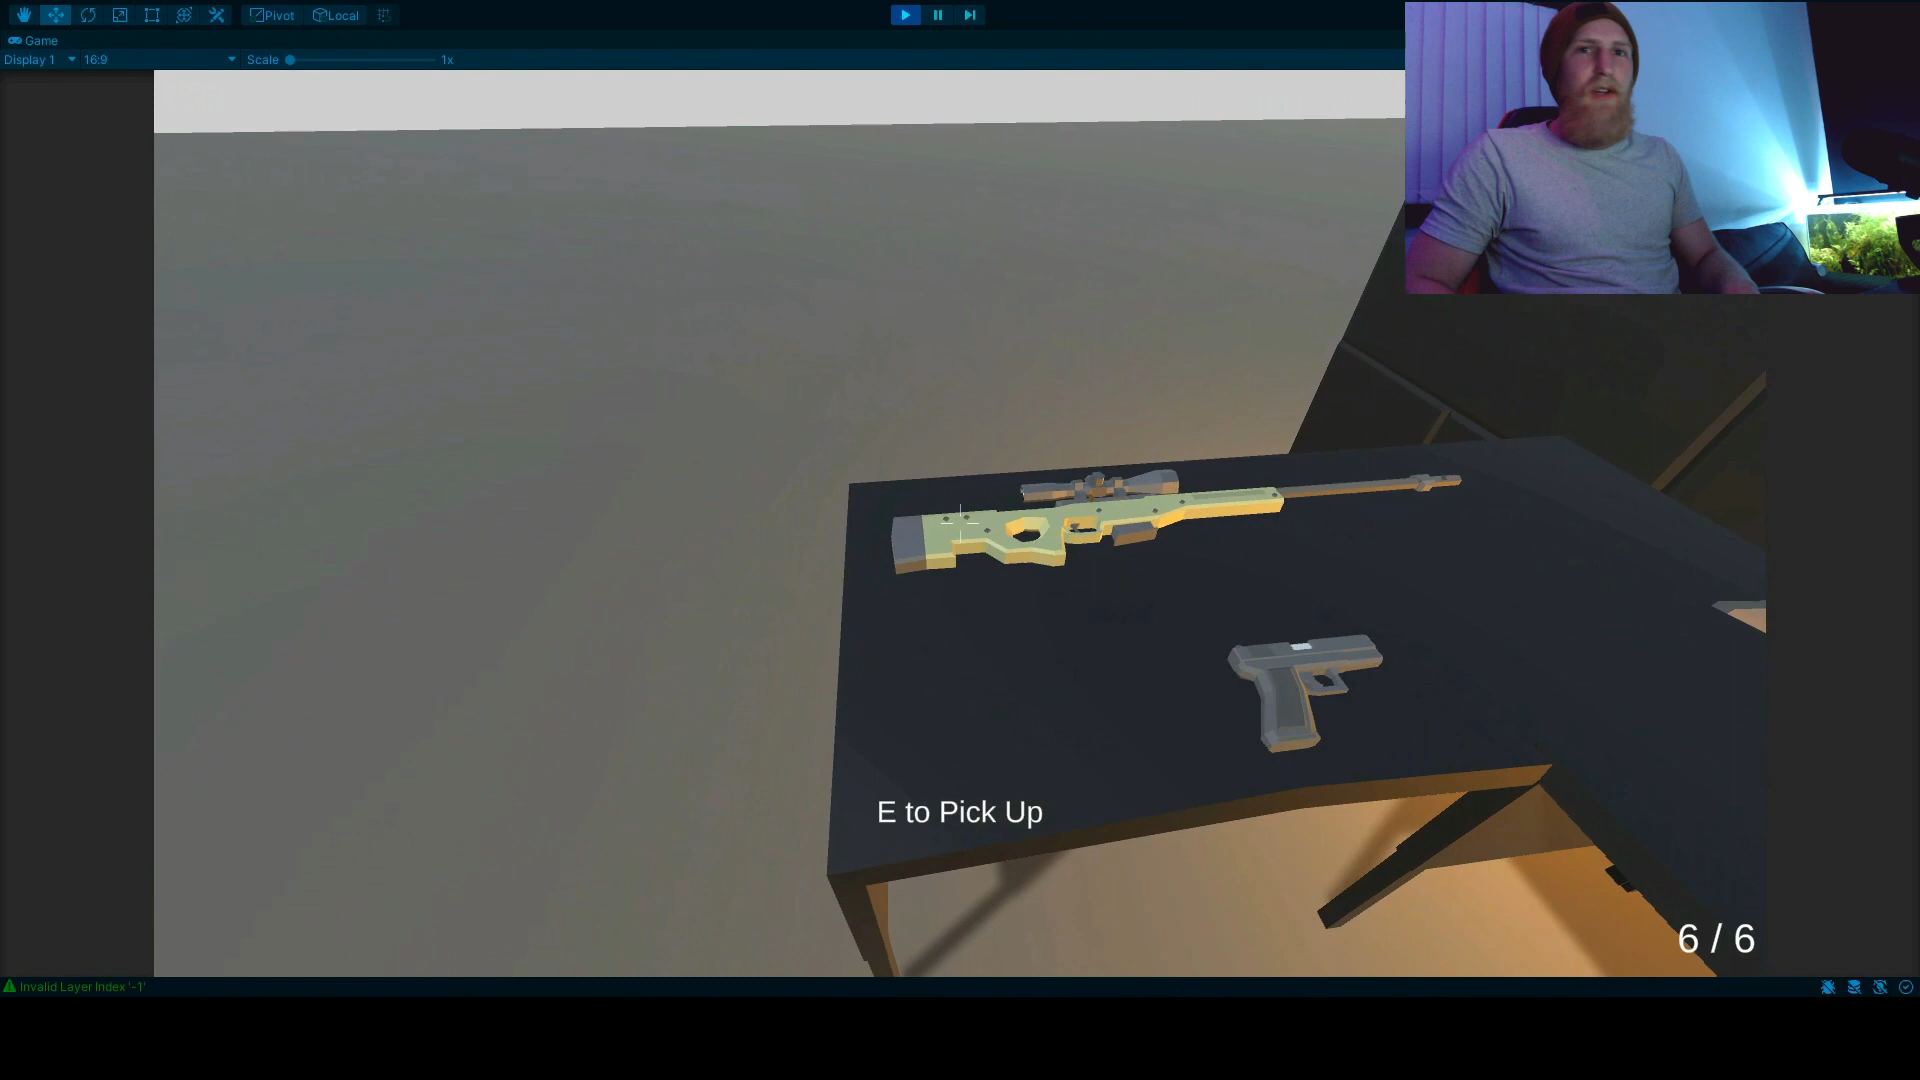 Pivot
Local
Game
Display 1
16:9
Scale
1x
E to Pick Up
6 / 6
Invalid Layer Index '-1'